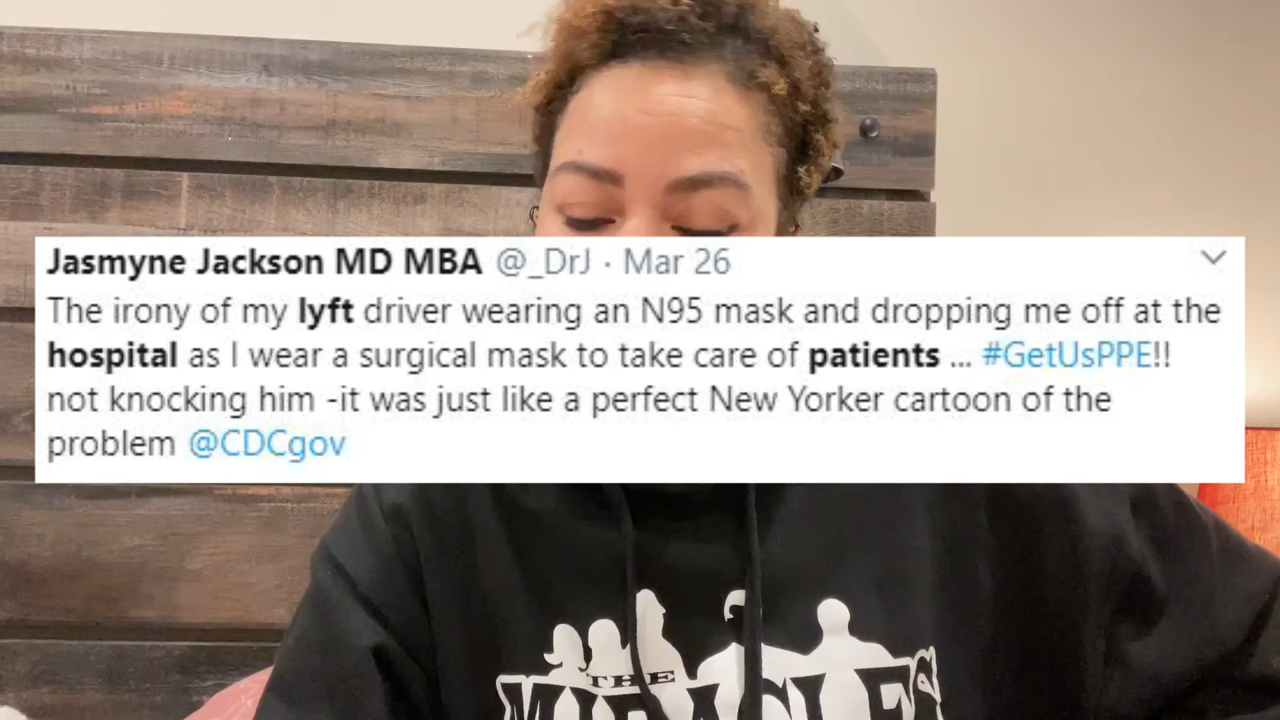 Jasmyne Jackson MD MBA @_DrJ · Mar 26
The irony of my lyft driver wearing an N95 mask and dropping me off at the
hospital as I wear a surgical mask to take care of patients ... #GetUsPPE!!
not knocking him -it was just like a perfect New Yorker cartoon of the
problem @CDCgov
THE
MIRACLES